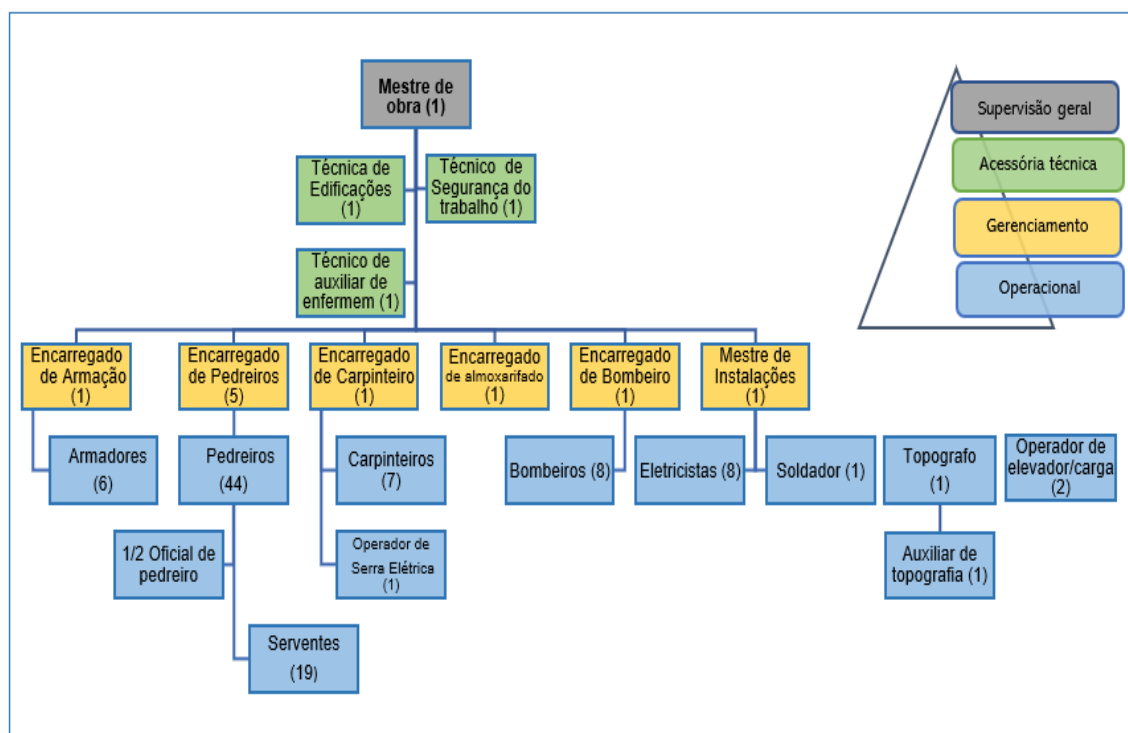 Mestre de
obra (1)
Supervisão geral
Acessória técnica
Gerenciamento
Operacional
Técnica de
Edificações
(1)
Técnico de
Segurança do
trabalho (1)
Técnico de
auxiliar de
enfermem (1)
Encarregado
de Armação
(1)
Encarregado
de Pedreiros
(5)
Encarregado
de Carpinteiro
(1)
Encarregado
de almoxarifado
(1)
Encarregado
de Bombeiro
(1)
Mestre de
Instalações
(1)
Armadores
(6)
Pedreiros
(44)
Carpinteiros
(7)
Bombeiros (8)
Eletricistas (8)
Soldador (1)
Topografo
(1)
Operador de
elevador/carga
(2)
1/2 Oficial de
pedreiro
Operador de
Serra Elétrica
(1)
Auxiliar de
topografia (1)
Serventes
(19)